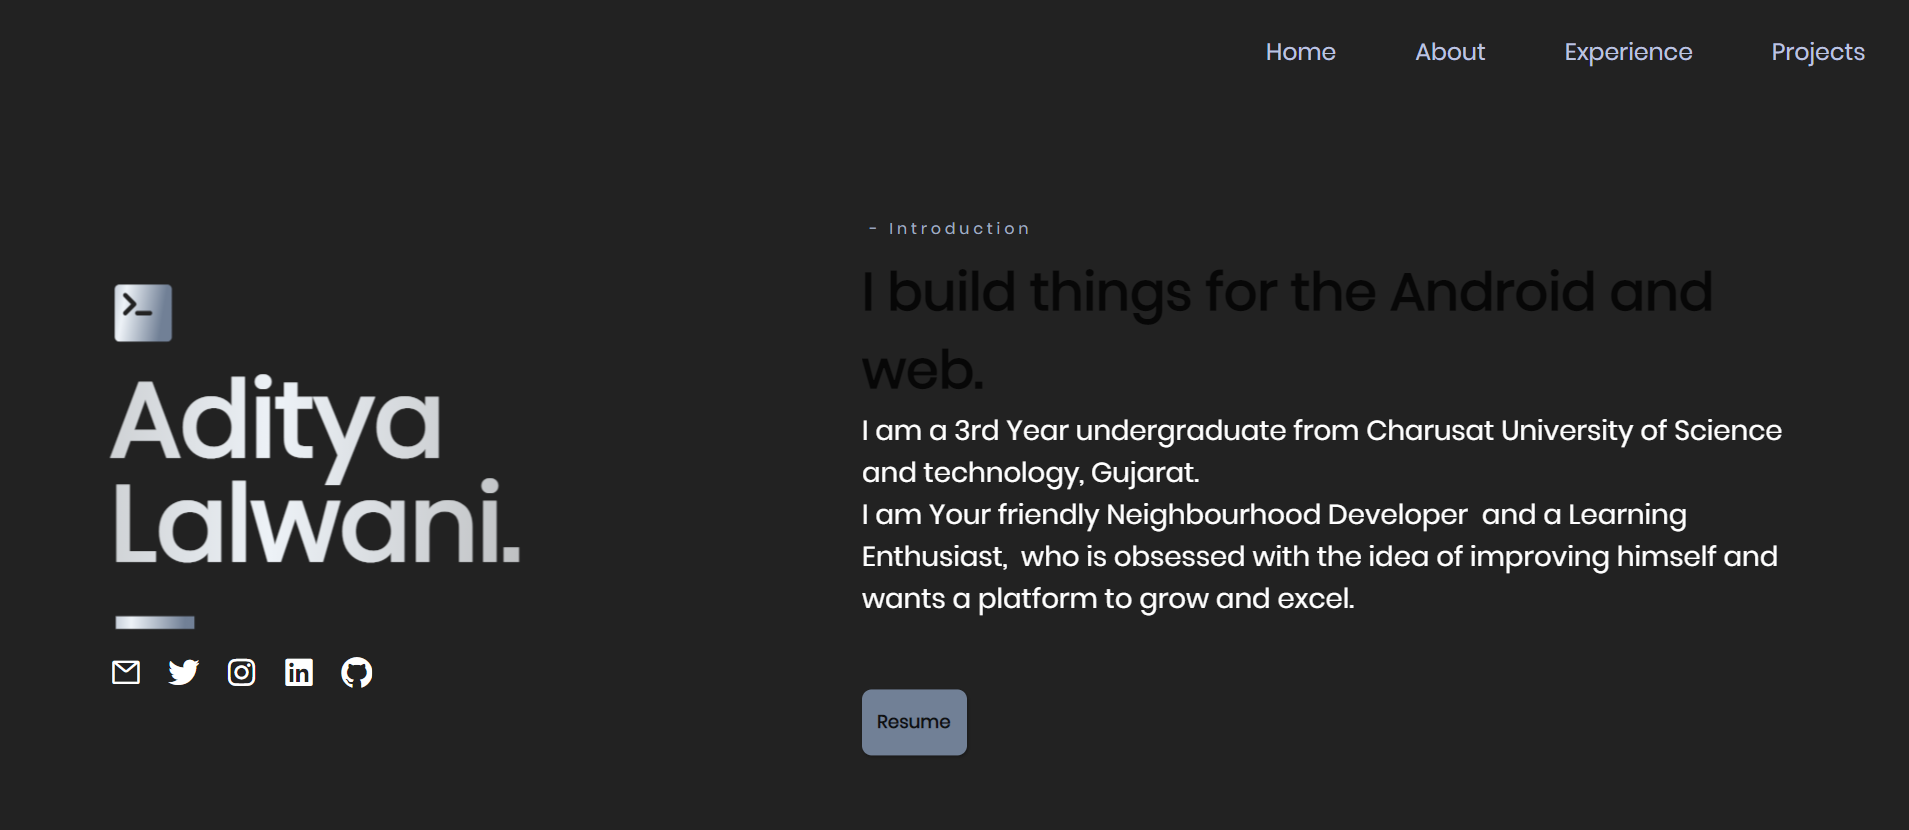 Home About Experience Projects
- Introduction
I build things for the Android and
web.
>_
Aditya
Lalwani.
I am a 3rd Year undergraduate from Charusat University of Science
and technology, Gujarat.
I am Your friendly Neighbourhood Developer  and a Learning
Enthusiast,  who is obsessed with the idea of improving himself and
wants a platform to grow and excel.
in
Resume